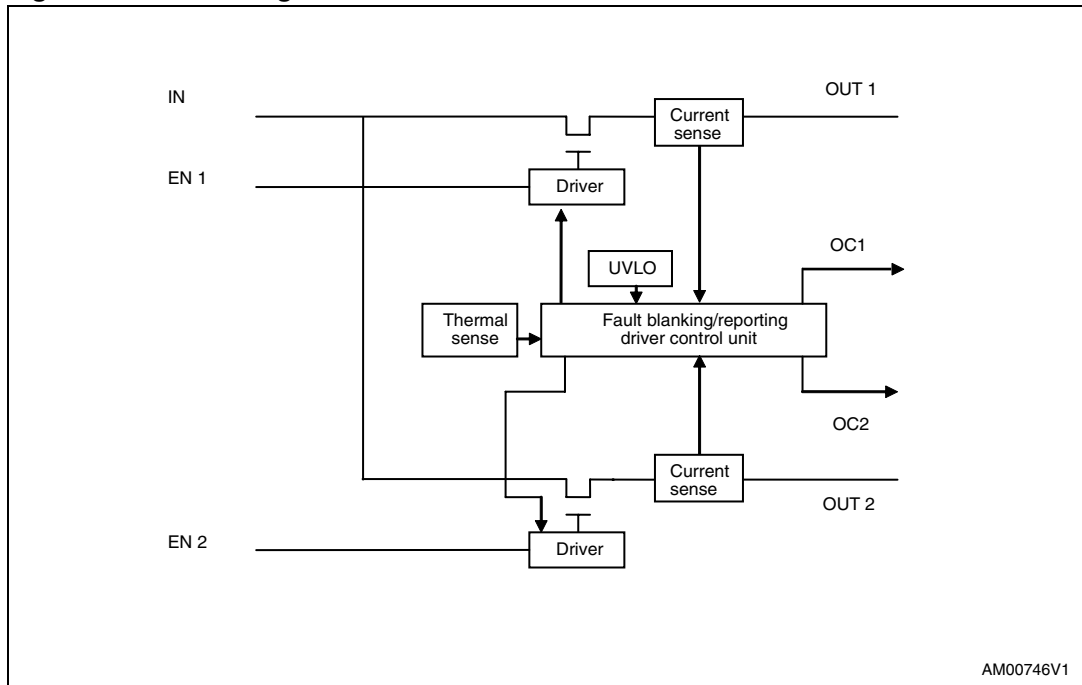 IN
OUT 1
Current
sense
EN 1
Driver
OC1
UVLO
Thermal
sense
Fault blanking/reporting
driver control unit
OC2
Current
sense
OUT 2
EN 2
Driver
AM00746V1